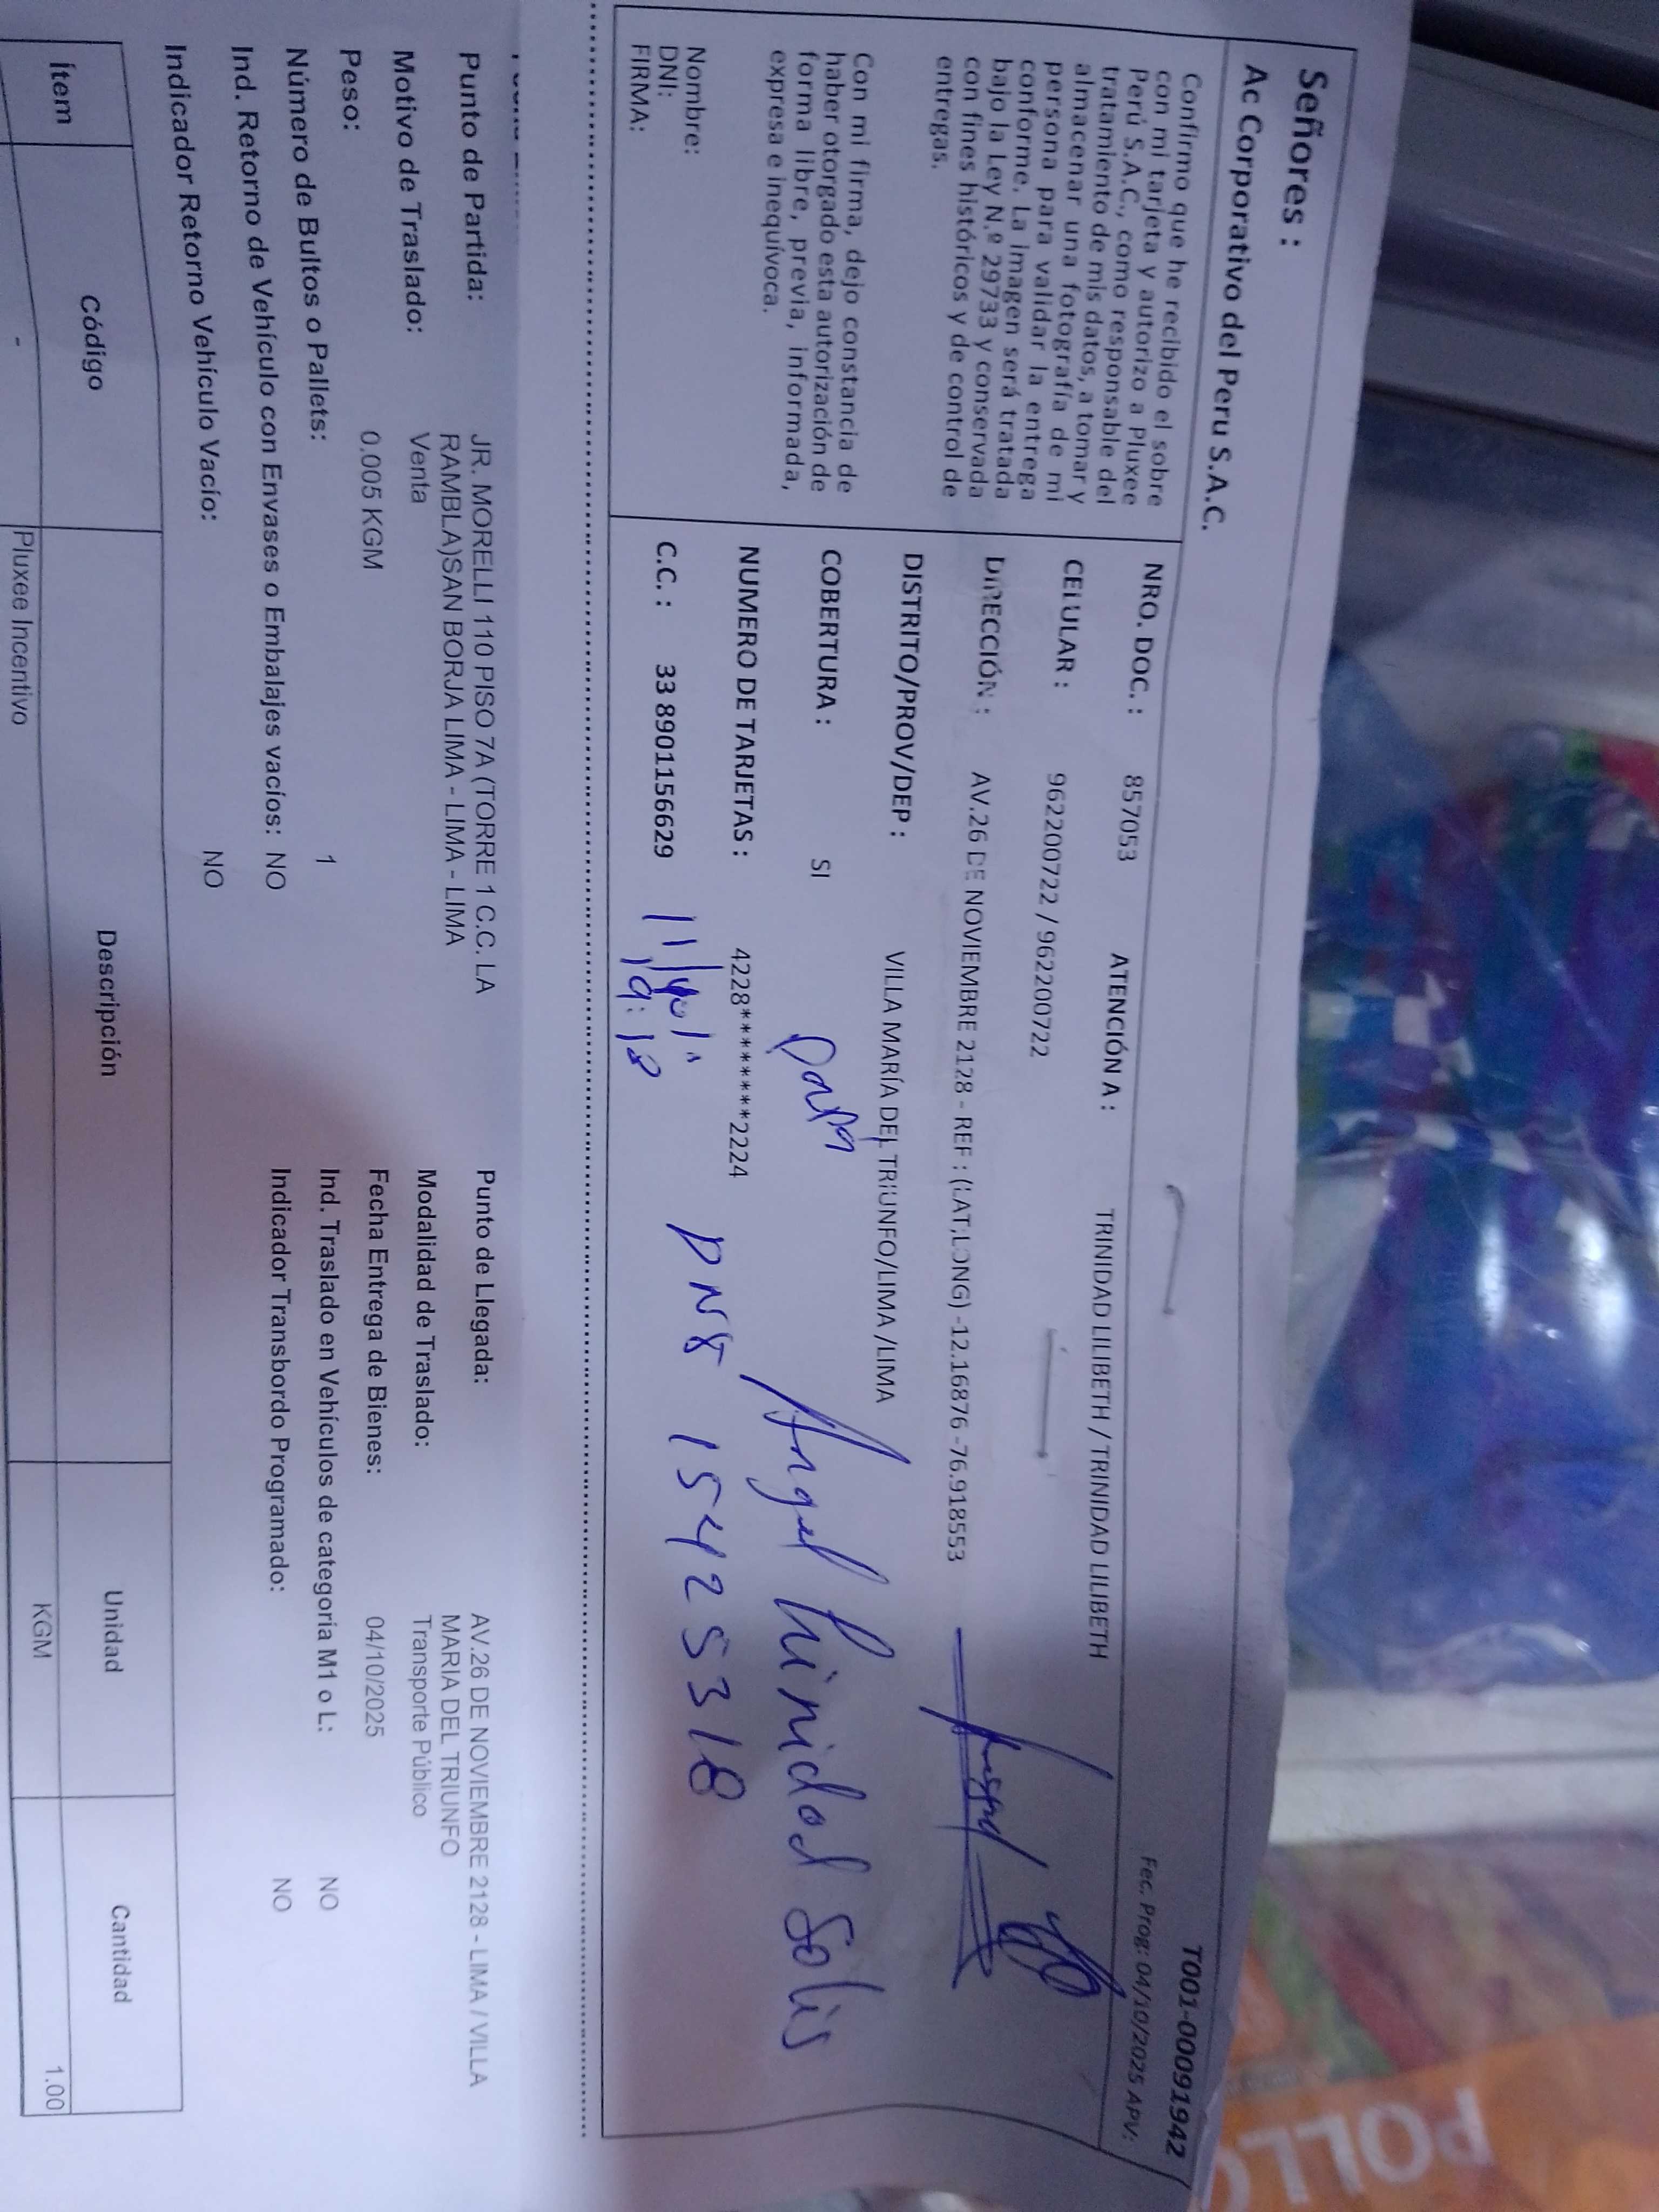 Señores :
Ac Corporativo del Peru S.A.C.
T001-00091942
Fec. Prog: 04/10/2025 APV:
Confirmo que he recibido el sobre
con mi tarjeta y autorizo a Pluxee
Perú S.A.C., como responsable del
tratamiento de mis datos, a tomar y
almacenar una fotografía de mi
persona para validar la entrega
conforme. La imagen será tratada
bajo la Ley N.º 29733 y conservada
con fines históricos y de control de
entregas.
Con mi firma, dejo constancia de
haber otorgado esta autorización de
forma libre, previa, informada,
expresa e inequívoca.
Nombre:
DNI:
FIRMA:
NRO. DOC. : 857053 ATENCIÓN A : TRINIDAD LILIBETH / TRINIDAD LILIBETH
CELULAR : 962200722 / 962200722
DIRECCIÓN : AV.26 DE NOVIEMBRE 2128 - REF : (LAT,LONG) -12.16876 -76.918553
DISTRITO/PROV/DEP : VILLA MARÍA DEL TRIUNFO/LIMA /LIMA
COBERTURA : SI
NUMERO DE TARJETAS : 4228*********2224
C.C. : 33 8901156629
Papá
Angel trinidad Solis
DNI 15425318
Punto de Partida: JR. MORELLI 110 PISO 7A (TORRE 1 C.C. LA
RAMBLA)SAN BORJA LIMA - LIMA - LIMA
Punto de Llegada: AV.26 DE NOVIEMBRE 2128 - LIMA / VILLA
MARIA DEL TRIUNFO
Motivo de Traslado: Venta
Modalidad de Traslado: Transporte Público
Peso: 0.005 KGM
Fecha Entrega de Bienes: 04/10/2025
Número de Bultos o Pallets: 1
Ind. Traslado en Vehículos de categoria M1 o L: NO
Ind. Retorno de Vehículo con Envases o Embalajes vacíos: NO
Indicador Transbordo Programado: NO
Indicador Retorno Vehículo Vacío: NO
Ítem Código Descripción Unidad Cantidad
- Pluxee Incentivo KGM 1.00
POLLO